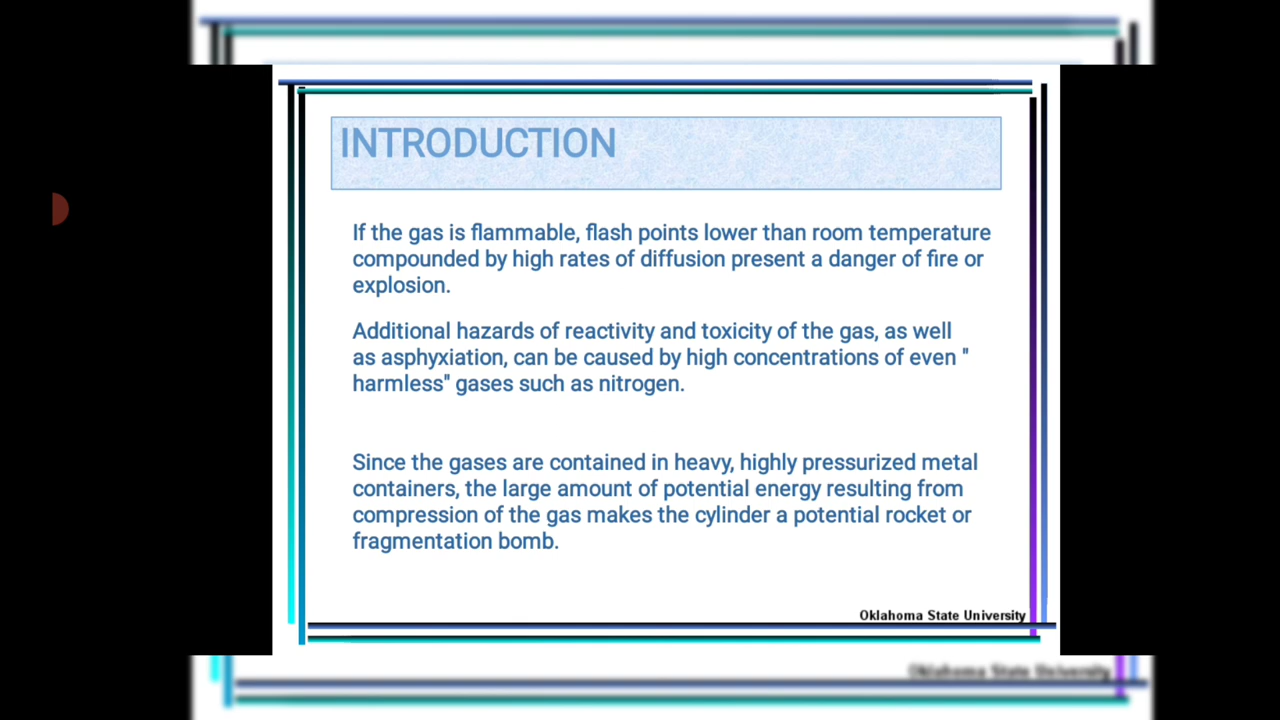 INTRODUCTION
If the gas is flammable, flash points lower than room temperature
compounded by high rates of diffusion present a danger of fire or
explosion.
Additional hazards of reactivity and toxicity of the gas, as well
as asphyxiation, can be caused by high concentrations of even "
harmless" gases such as nitrogen.
Since the gases are contained in heavy, highly pressurized metal
containers, the large amount of potential energy resulting from
compression of the gas makes the cylinder a potential rocket or
fragmentation bomb.
Oklahoma State University
Oklahoma State University